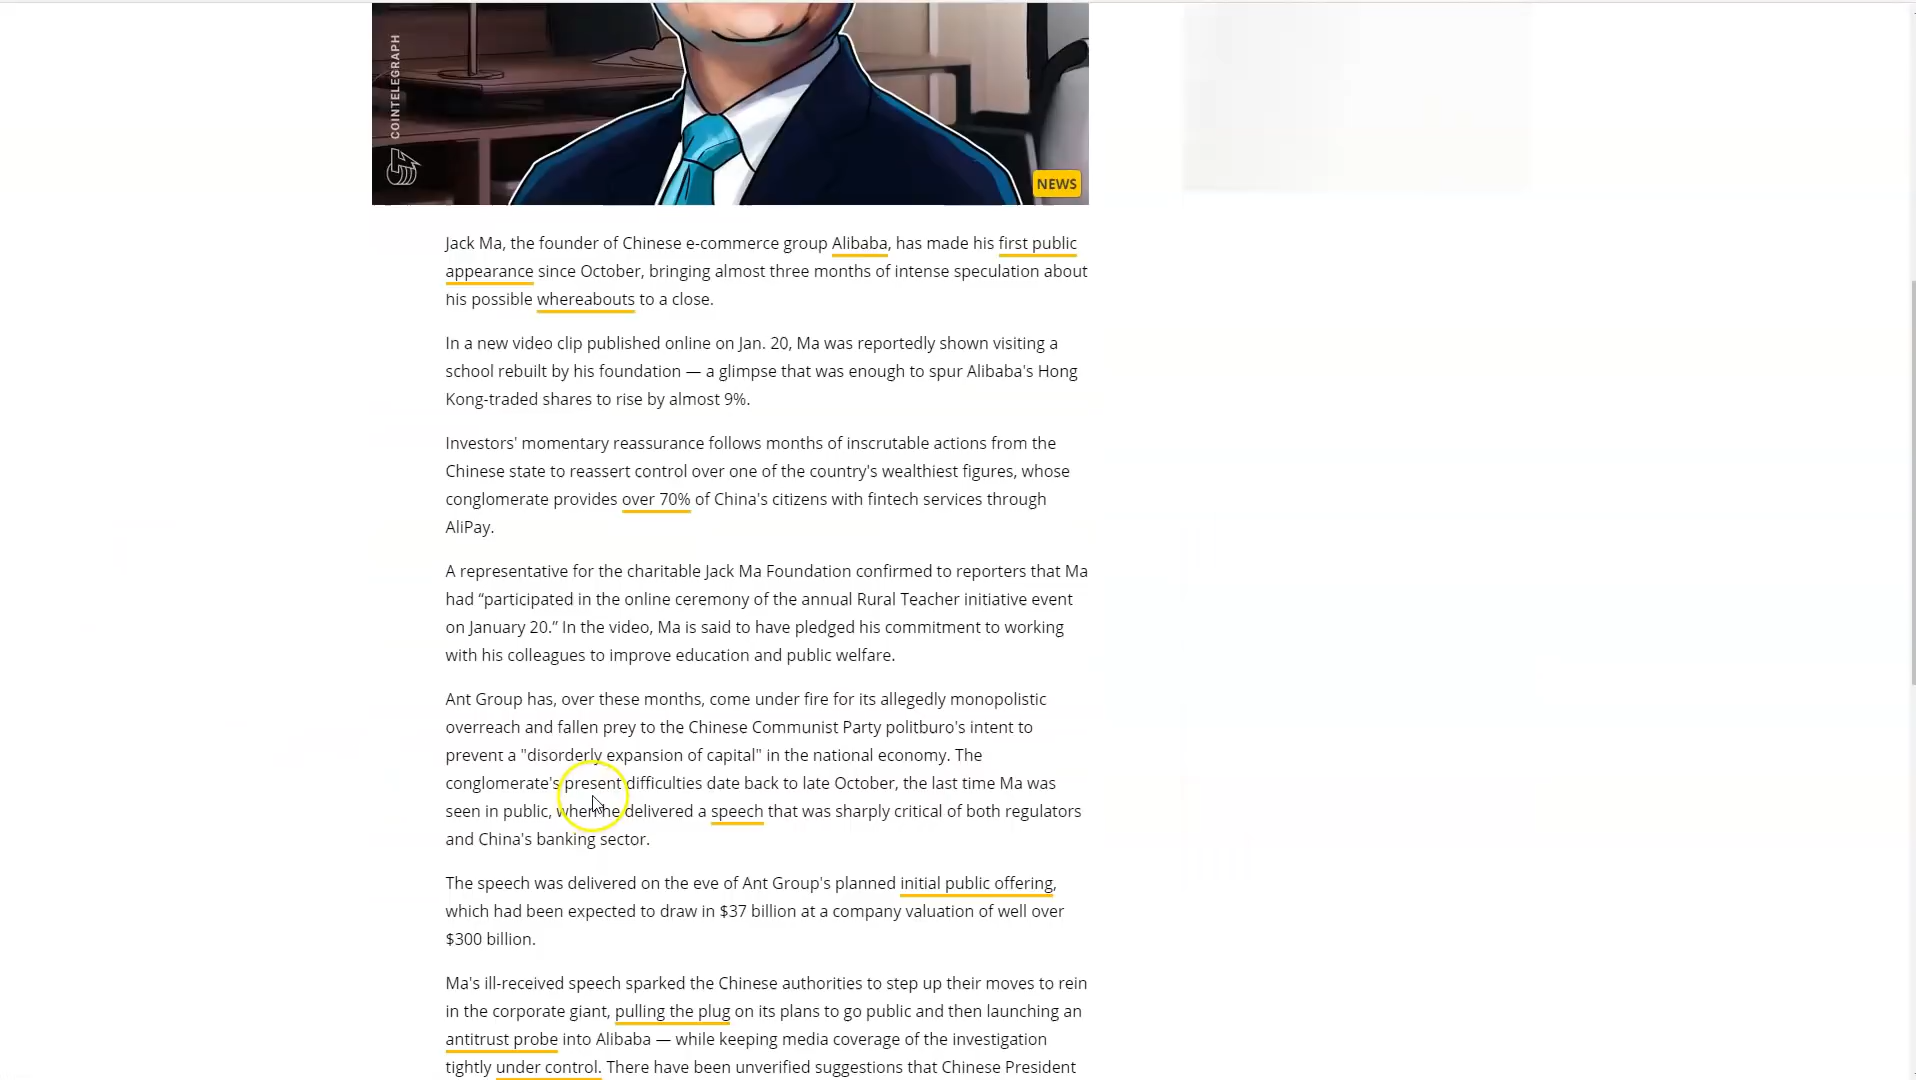 COINTELEGRAPH
NEWS
Jack Ma, the founder of Chinese e-commerce group Alibaba, has made his first public
appearance since October, bringing almost three months of intense speculation about
his possible whereabouts to a close.
In a new video clip published online on Jan. 20, Ma was reportedly shown visiting a
school rebuilt by his foundation — a glimpse that was enough to spur Alibaba's Hong
Kong-traded shares to rise by almost 9%.
Investors' momentary reassurance follows months of inscrutable actions from the
Chinese state to reassert control over one of the country's wealthiest figures, whose
conglomerate provides over 70% of China's citizens with fintech services through
AliPay.
A representative for the charitable Jack Ma Foundation confirmed to reporters that Ma
had “participated in the online ceremony of the annual Rural Teacher initiative event
on January 20.” In the video, Ma is said to have pledged his commitment to working
with his colleagues to improve education and public welfare.
Ant Group has, over these months, come under fire for its allegedly monopolistic
overreach and fallen prey to the Chinese Communist Party politburo's intent to
prevent a "disorderly expansion of capital" in the national economy. The
conglomerate's present difficulties date back to late October, the last time Ma was
seen in public, when he delivered a speech that was sharply critical of both regulators
and China's banking sector.
The speech was delivered on the eve of Ant Group's planned initial public offering,
which had been expected to draw in $37 billion at a company valuation of well over
$300 billion.
Ma's ill-received speech sparked the Chinese authorities to step up their moves to rein
in the corporate giant, pulling the plug on its plans to go public and then launching an
antitrust probe into Alibaba — while keeping media coverage of the investigation
tightly under control. There have been unverified suggestions that Chinese President